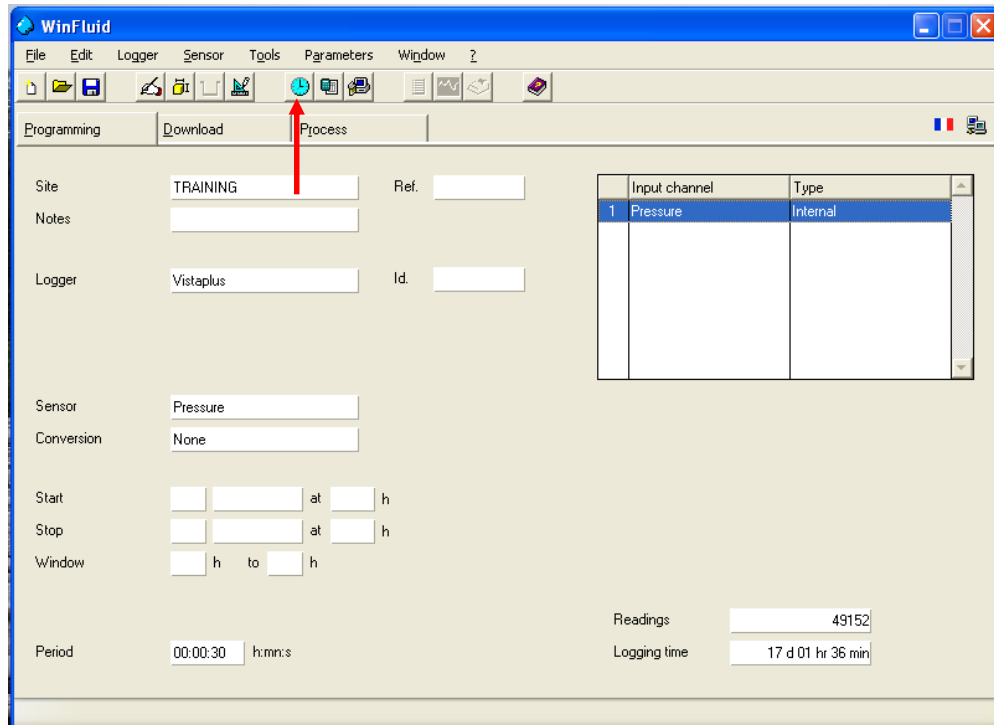 WinFluid
File Edit Logger Sensor Tools Parameters Window ?
Programming Download Process
Site TRAINING Ref.
Notes
Input channel Type
1 Pressure Internal
Logger Vistaplus Id.
Sensor Pressure
Conversion None
Start at h
Stop at h
Window h to h
Readings 49152
Period 00:00:30 h:mn:s Logging time 17 d 01 hr 36 min